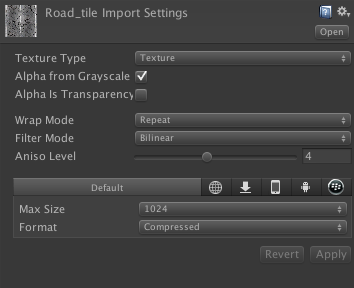 Road_tile Import Settings
Open
Texture Type Texture
Alpha from Grayscale
Alpha Is Transparency
Wrap Mode Repeat
Filter Mode Bilinear
Aniso Level 4
Default
Max Size 1024
Format Compressed
Revert Apply